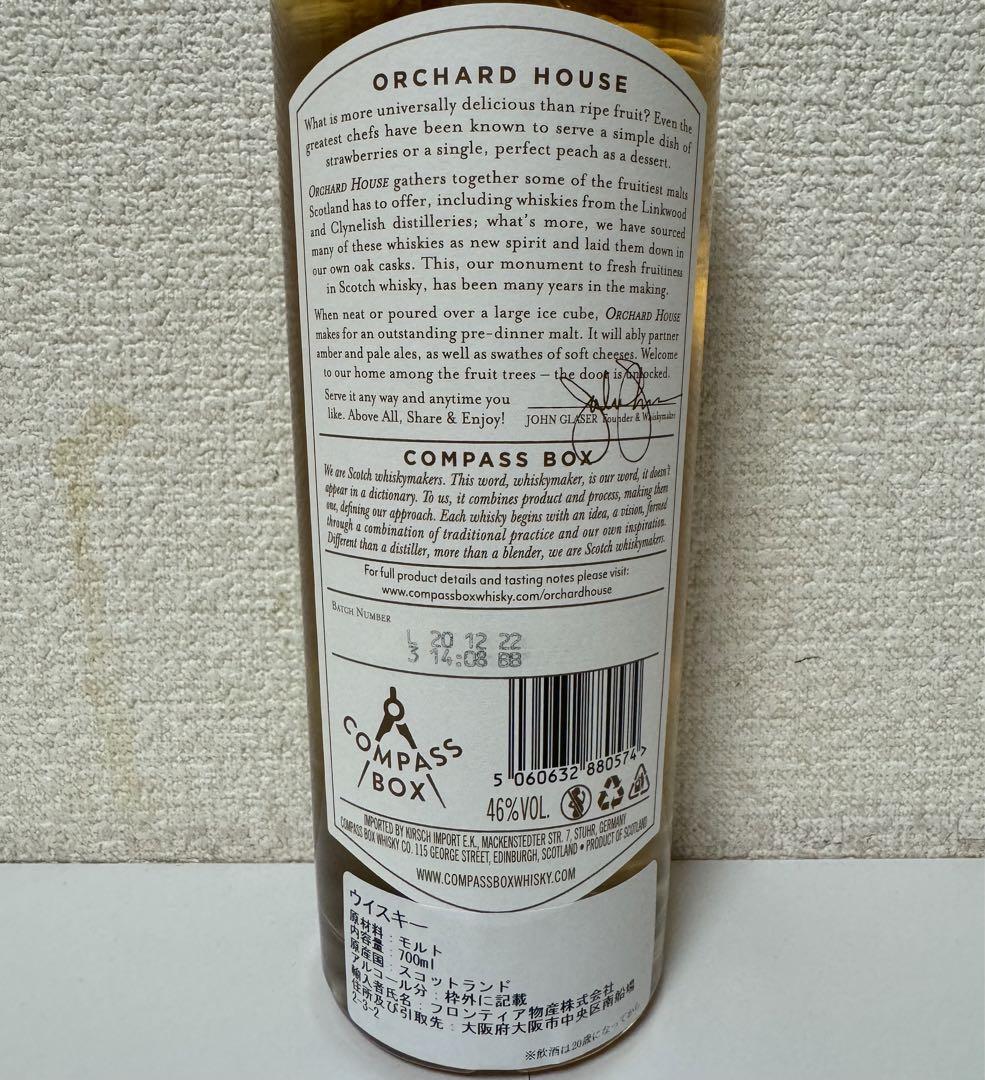 ORCHARD HOUSE
What is more universally delicious than ripe fruit? Even the
greatest chefs have been known to serve a simple dish of
strawberries or a single, perfect peach as a dessert.
ORCHARD HOUSE gathers together some of the fruitiest malts
Scotland has to offer, including whiskies from the Linkwood
and Clynelish distilleries; what's more, we have sourced
many of these whiskies as new spirit and laid them down in
our own oak casks. This, our monument to fresh fruitiness
in Scotch whisky, has been many years in the making.
When neat or poured over a large ice cube, ORCHARD HOUSE
makes for an outstanding pre-dinner malt. It will ably partner
amber and pale ales, as well as swathes of soft cheeses. Welcome
to our home among the fruit trees – the door is unlocked.
Serve it any way and anytime you
like. Above All, Share & Enjoy!
JOHN GLASER Founder & Whiskymaker
COMPASS BOX
We are Scotch whiskymakers. This word, whiskymaker, is our word, it doesn't
appear in a dictionary. To us, it combines product and process, making them
one, defining our approach. Each whisky begins with an idea, a vision, formed
through a combination of traditional practice and our own inspiration.
Different than a distiller, more than a blender, we are Scotch whiskymakers.
For full product details and tasting notes please visit:
www.compassboxwhisky.com/orchardhouse
BATCH NUMBER
L 20 12 22
3 14:08 BB
COMPASS
BOX
5 060632 880574 >
46%VOL.
IMPORTED BY KIRSCH IMPORT E.K., MACKENSTEDTER STR. 7, STUHR, GERMANY
COMPASS BOX WHISKY CO. 115 GEORGE STREET, EDINBURGH, SCOTLAND • PRODUCT OF SCOTLAND
WWW.COMPASSBOXWHISKY.COM
ウイスキー
原材料：モルト
内容量：700ml
原産国：スコットランド
アルコール分：枠外に記載
輸入者氏名：フロンティア物産株式会社
住所及び引取先：大阪府大阪市中央区南船場
2-3-2
※飲酒は20歳になってから